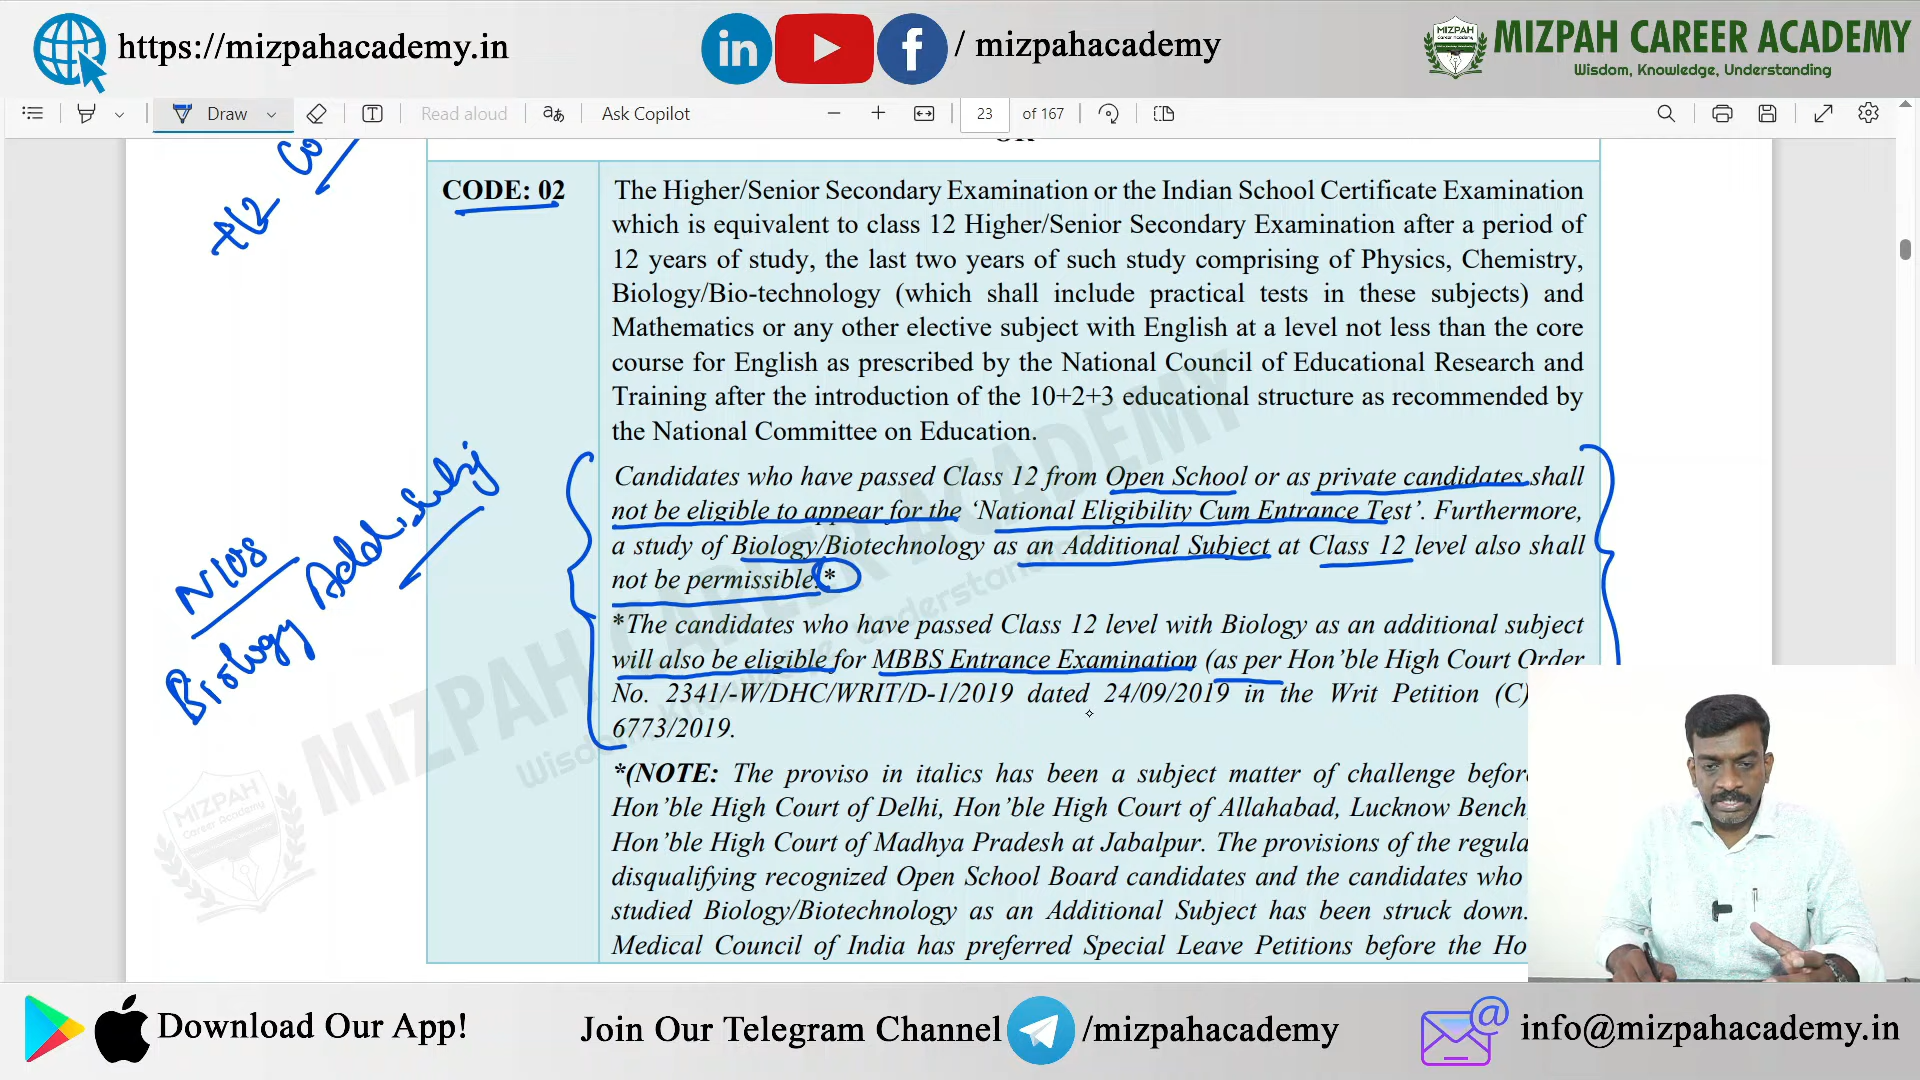 https://mizpahacademy.in
in f / mizpahacademy
MIZPAH CAREER ACADEMY
Wisdom, Knowledge, Understanding
Draw Read aloud Ask Copilot 23 of 167
+12
CODE: 02
The Higher/Senior Secondary Examination or the Indian School Certificate Examination
which is equivalent to class 12 Higher/Senior Secondary Examination after a period of
12 years of study, the last two years of such study comprising of Physics, Chemistry,
Biology/Bio-technology (which shall include practical tests in these subjects) and
Mathematics or any other elective subject with English at a level not less than the core
course for English as prescribed by the National Council of Educational Research and
Training after the introduction of the 10+2+3 educational structure as recommended by
the National Committee on Education.
Candidates who have passed Class 12 from Open School or as private candidates shall
not be eligible to appear for the ‘National Eligibility Cum Entrance Test’. Furthermore,
a study of Biology/Biotechnology as an Additional Subject at Class 12 level also shall
not be permissible.*
*The candidates who have passed Class 12 level with Biology as an additional subject
will also be eligible for MBBS Entrance Examination (as per Hon’ble High Court Order
No. 2341/-W/DHC/WRIT/D-1/2019 dated 24/09/2019 in the Writ Petition (C)
6773/2019.
*(NOTE: The proviso in italics has been a subject matter of challenge before
Hon’ble High Court of Delhi, Hon’ble High Court of Allahabad, Lucknow Bench,
Hon’ble High Court of Madhya Pradesh at Jabalpur. The provisions of the regula
disqualifying recognized Open School Board candidates and the candidates who
studied Biology/Biotechnology as an Additional Subject has been struck down.
Medical Council of India has preferred Special Leave Petitions before the Ho
NIOS
Biology Addl. Subj
MIZPAH CAREER ACADEMY
Wisdom, Knowledge, Understanding
MIZPAH
Career Academy
Download Our App!
Join Our Telegram Channel /mizpahacademy
@ info@mizpahacademy.in